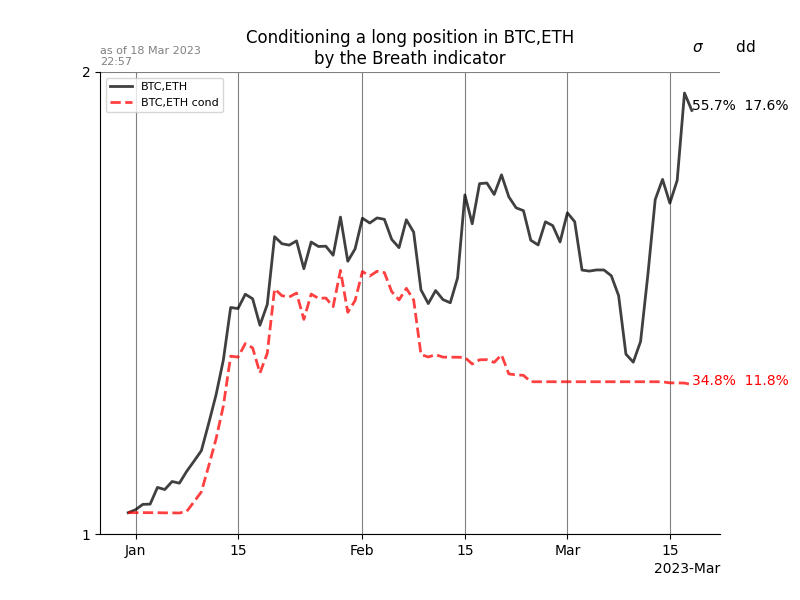 Conditioning a long position in BTC,ETH
by the Breath indicator
σ dd
as of 18 Mar 2023
22:57
2
BTC,ETH
BTC,ETH cond
55.7% 17.6%
34.8% 11.8%
1
Jan 15 Feb 15 Mar 15
2023-Mar